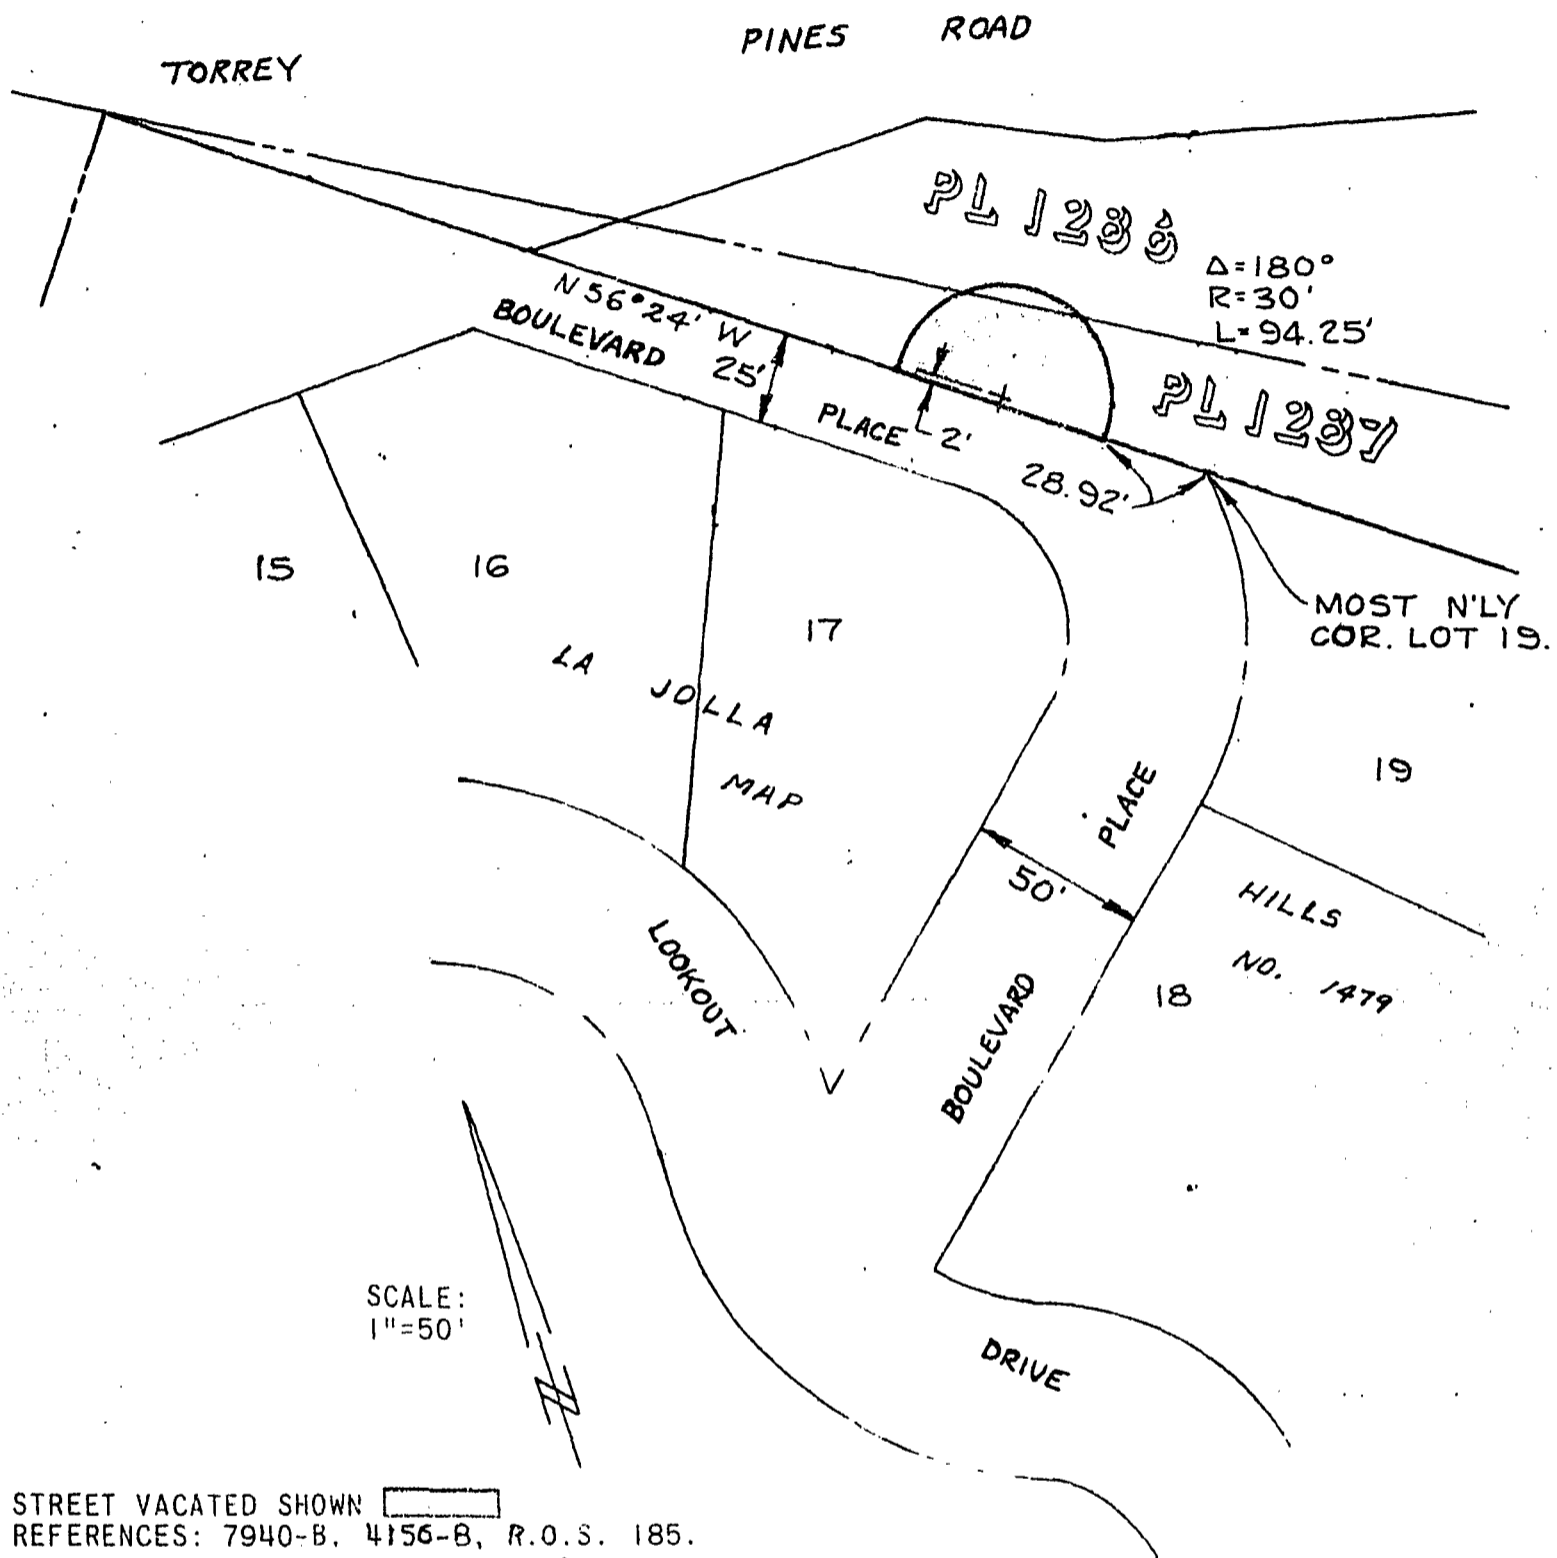 PINES ROAD
TORREY
PL 1236
Δ=180°
R=30'
L=94.25'
N 56°24' W
BOULEVARD
25'
PLACE
2'
28.92'
PL 1237
15
16
17
MOST N'LY
COR. LOT 19.
LA JOLLA
MAP
19
PLACE
50'
HILLS
NO. 1479
LOOKOUT
BOULEVARD
18
SCALE:
1"=50'
N
DRIVE
STREET VACATED SHOWN
REFERENCES: 7940-B, 4156-B, R.O.S. 185.